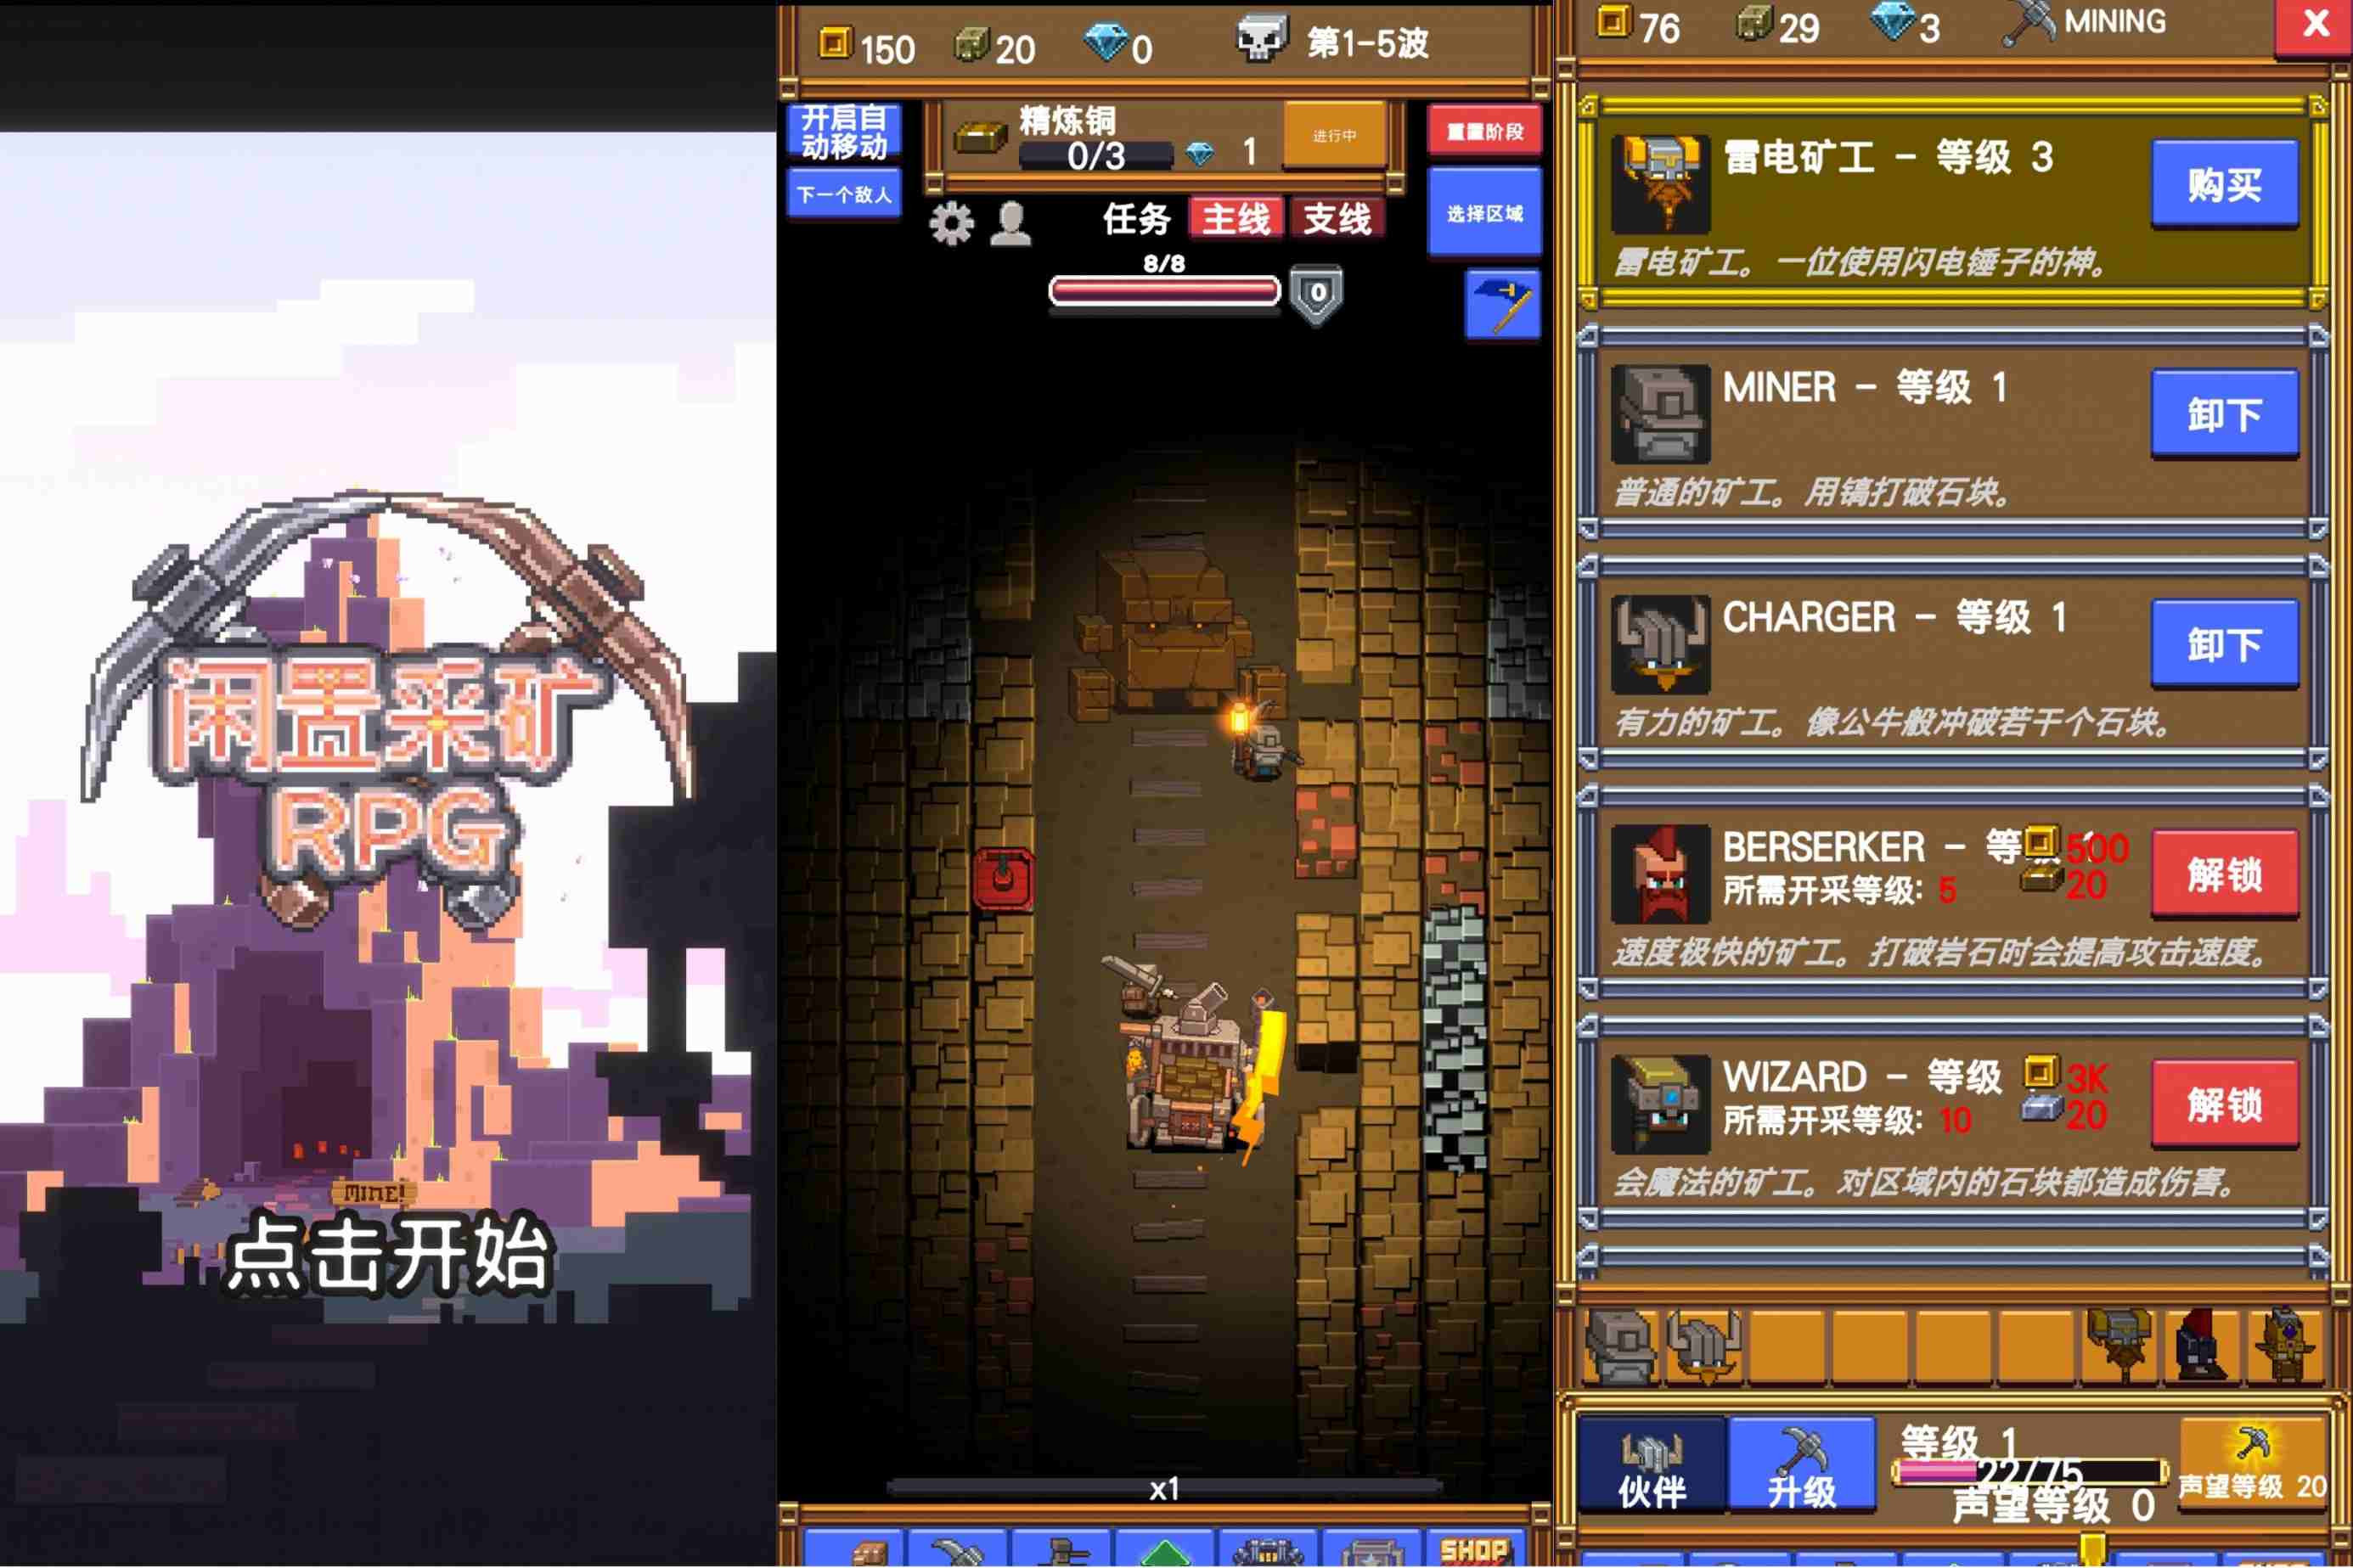 闲置采矿
RPG
MINE!
点击开始
150
20
0
第1-5波
开启自
动移动
下一个敌人
精炼铜
0/3
1
进行中
重置阶段
选择区域
任务
主线
支线
8/8
0
x1
SHOP
76
29
3
MINING
X
雷电矿工 - 等级 3
购买
雷电矿工。一位使用闪电锤子的神。
MINER - 等级 1
卸下
普通的矿工。用镐打破石块。
CHARGER - 等级 1
卸下
有力的矿工。像公牛般冲破若干个石块。
BERSERKER - 等
500
所需开采等级: 5
20
解锁
速度极快的矿工。打破岩石时会提高攻击速度。
WIZARD - 等级
3K
所需开采等级: 10
20
解锁
会魔法的矿工。对区域内的石块都造成伤害。
伙伴
升级
等级 1
22/75
声望等级 0
声望等级 20